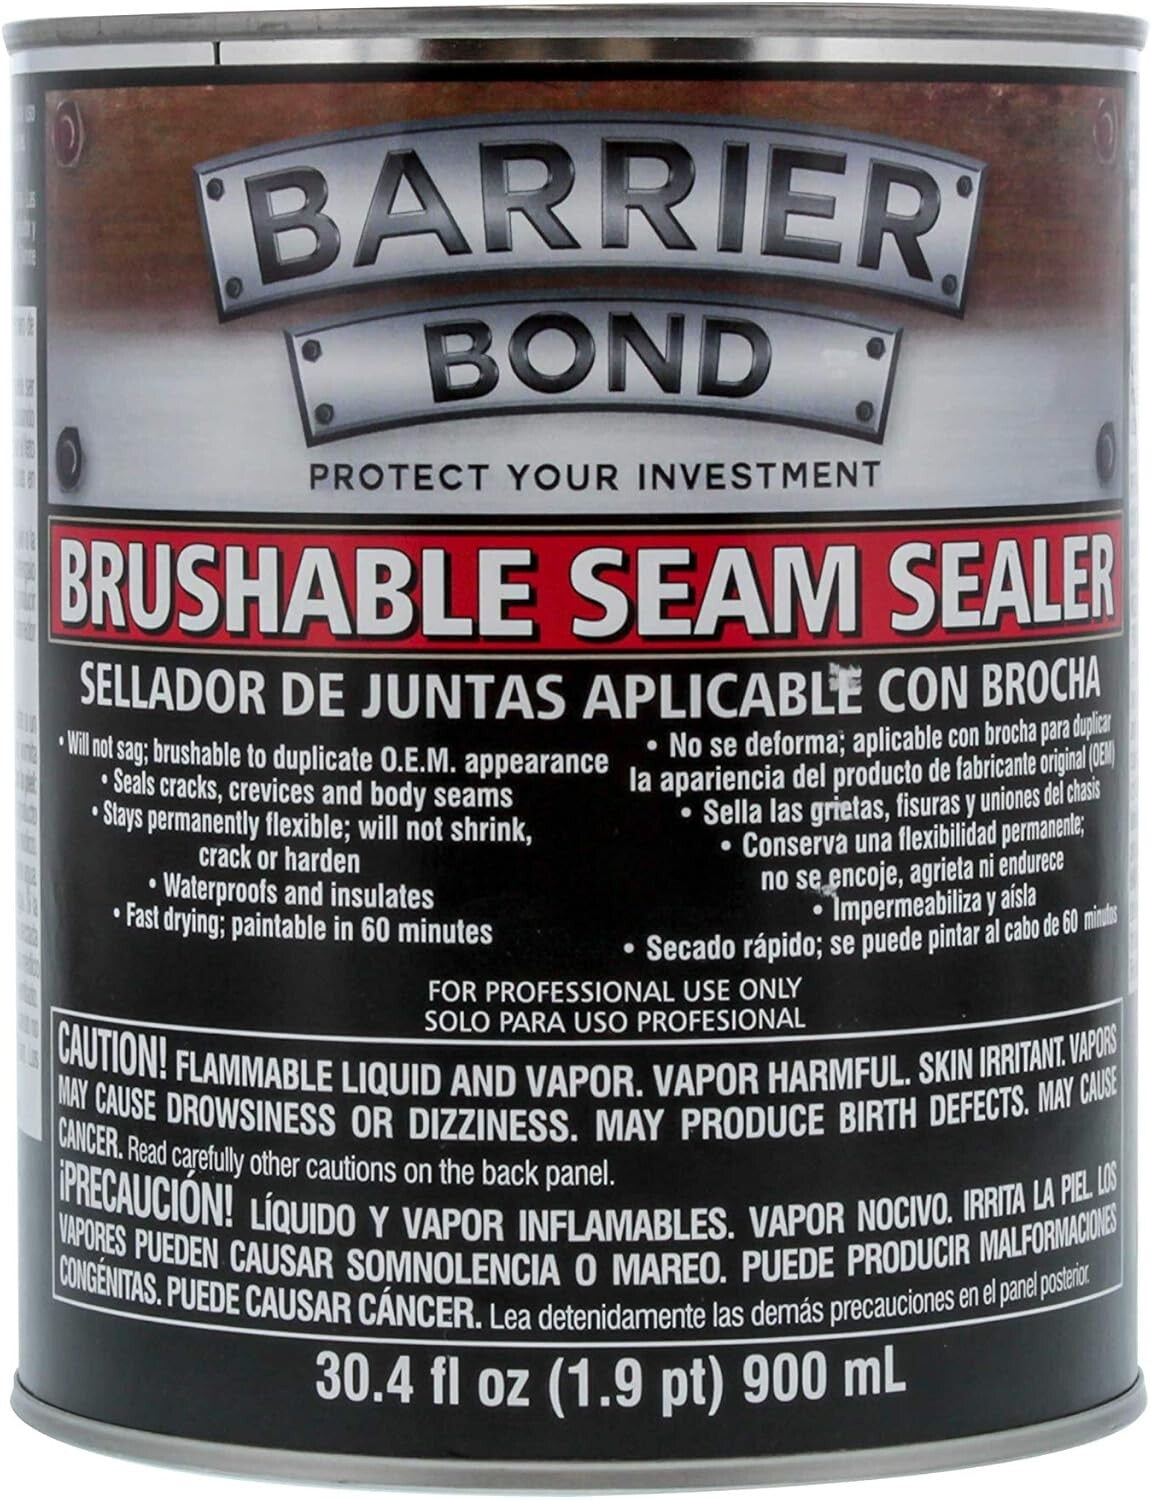 BARRIER
BOND
PROTECT YOUR INVESTMENT
BRUSHABLE SEAM SEALER
SELLADOR DE JUNTAS APLICABLE CON BROCHA
• Will not sag; brushable to duplicate O.E.M. appearance
• Seals cracks, crevices and body seams
• Stays permanently flexible; will not shrink,
crack or harden
• Waterproofs and insulates
• Fast drying; paintable in 60 minutes
• No se deforma; aplicable con brocha para duplicar
la apariencia del producto de fabricante original (OEM)
• Sella las grietas, fisuras y uniones del chasis
• Conserva una flexibilidad permanente;
no se encoje, agrieta ni endurece
• Impermeabiliza y aísla
• Secado rápido; se puede pintar al cabo de 60 minutos
FOR PROFESSIONAL USE ONLY
SOLO PARA USO PROFESIONAL
CAUTION! FLAMMABLE LIQUID AND VAPOR. VAPOR HARMFUL. SKIN IRRITANT. VAPORS
MAY CAUSE DROWSINESS OR DIZZINESS. MAY PRODUCE BIRTH DEFECTS. MAY CAUSE
CANCER. Read carefully other cautions on the back panel.
¡PRECAUCIÓN! LÍQUIDO Y VAPOR INFLAMABLES. VAPOR NOCIVO. IRRITA LA PIEL. LOS
VAPORES PUEDEN CAUSAR SOMNOLENCIA O MAREO. PUEDE PRODUCIR MALFORMACIONES
CONGÉNITAS. PUEDE CAUSAR CÁNCER. Lea detenidamente las demás precauciones en el panel posterior.
30.4 fl oz (1.9 pt) 900 mL